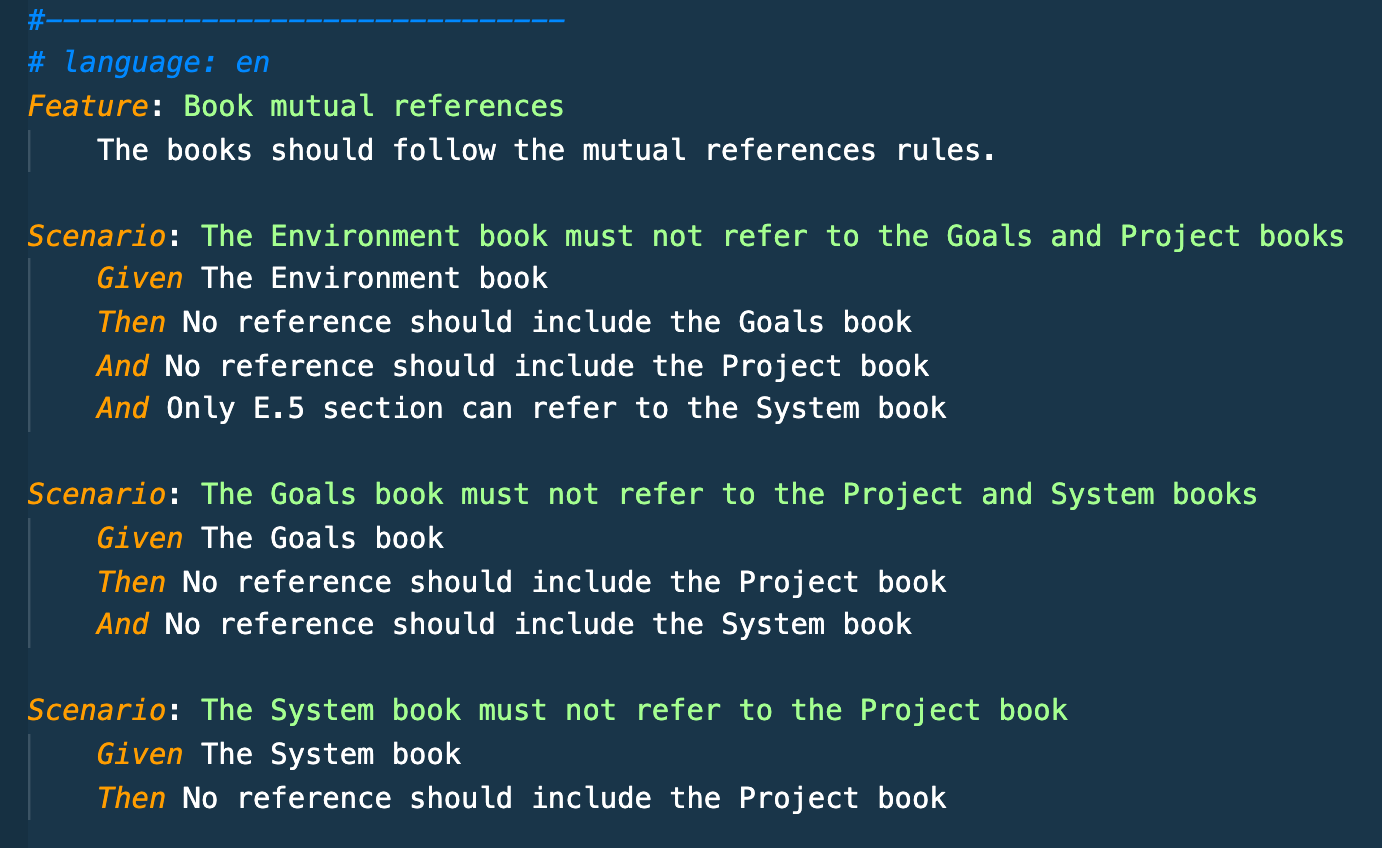 #------------------------------
# language: en
Feature: Book mutual references
The books should follow the mutual references rules.
Scenario: The Environment book must not refer to the Goals and Project books
Given The Environment book
Then No reference should include the Goals book
And No reference should include the Project book
And Only E.5 section can refer to the System book
Scenario: The Goals book must not refer to the Project and System books
Given The Goals book
Then No reference should include the Project book
And No reference should include the System book
Scenario: The System book must not refer to the Project book
Given The System book
Then No reference should include the Project book